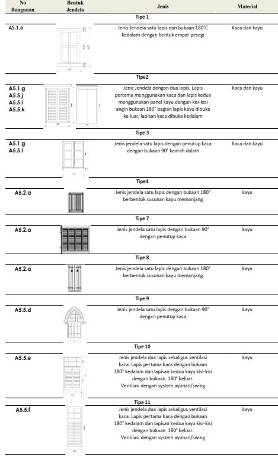 No Bangunan
Bentuk Jendela
Jenis
Material
Tipe 1
A5.1.a
Jenis Jendela satu lapis dan bukaan 180°C
kedalam dengan bentuk empat pesegi
Kaca dan kayu
Tipe2
A5.1.g
A5.5.j
A5.5.i
A5.5.k
Jenis Jendela dengan dua lapis. Lapis
pertama menggunakan kaca dan lapis kedua
menggunakan panel kayu dengan kisi-kisi
angin bukaan 180° bagian lapis kayu dibuka
ke luar, lapisan kaca dibuka kedalam
Kaca dan kayu
Tipe 3
A5.1.g
A5.5.i
Jenis jendela satu lapis dengan penutup kaca
dengan bukaan 90° kearah dalam
Kaca dan kayu
Tipe4
A5.2.a
Jenis jendela satu lapis dengan bukaan 180°
berbentuk susunan kayu memanjang
kayu
Tipe 7
A5.2.a
Jenis jendela satu lapis dengan bukaan 90°
dengan penutup kaca
kayu
Tipe 8
A5.2.a
Jenis jendela satu lapis dengan bukaan 180°
berbentuk susunan kayu memanjang
kayu
Tipe 9
A5.5.d
Jenis jendela satu lapis dengan bukaan 90°
dengan penutup kaca
kayu
Tipe 10
A5.5.e
Jenis jendela dua lapis sekaligus ventilasi
kaca. Lapis pertama kaca dengan bukaan
180° kedalam dan lapisan kedua kayu kisi-kisi
dengan bukaan 180° keluar.
Ventilasi dengan system ayunan/swing
kayu
Tipe 11
A5.5.f
Jenis jendela dua lapis sekaligus ventilasi
kaca. Lapis pertama kaca dengan bukaan
180° kedalam dan lapisan kedua kayu kisi-kisi
dengan bukaan 180° keluar.
Ventilasi dengan system ayunan/swing
kayu